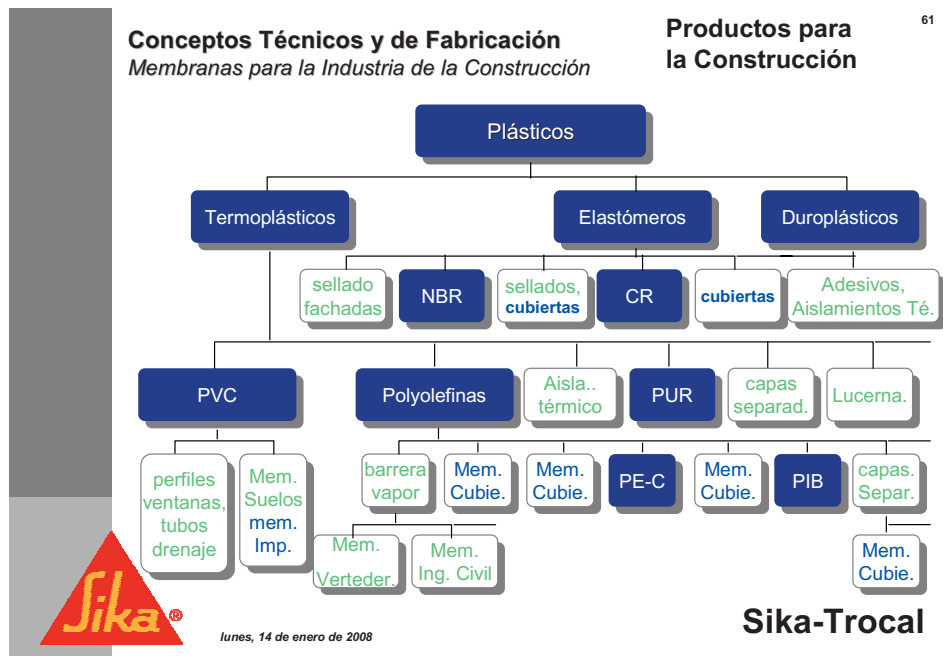 Conceptos Técnicos y de Fabricación
Membranas para la Industria de la Construcción
Productos para
la Construcción
61
Plásticos
Termoplásticos
Elastómeros
Duroplásticos
sellado
fachadas
NBR
sellados,
cubiertas
CR
cubiertas
Adesivos,
Aislamientos Té.
PVC
Polyolefinas
Aisla..
térmico
PUR
capas
separad.
Lucerna.
perfiles
ventanas,
tubos
drenaje
Mem.
Suelos
mem.
Imp.
barrera
vapor
Mem.
Cubie.
Mem.
Cubie.
PE-C
Mem.
Cubie.
PIB
capas.
Separ.
Mem.
Verteder.
Mem.
Ing. Civil
Mem.
Cubie.
Sika®
lunes, 14 de enero de 2008
Sika-Trocal